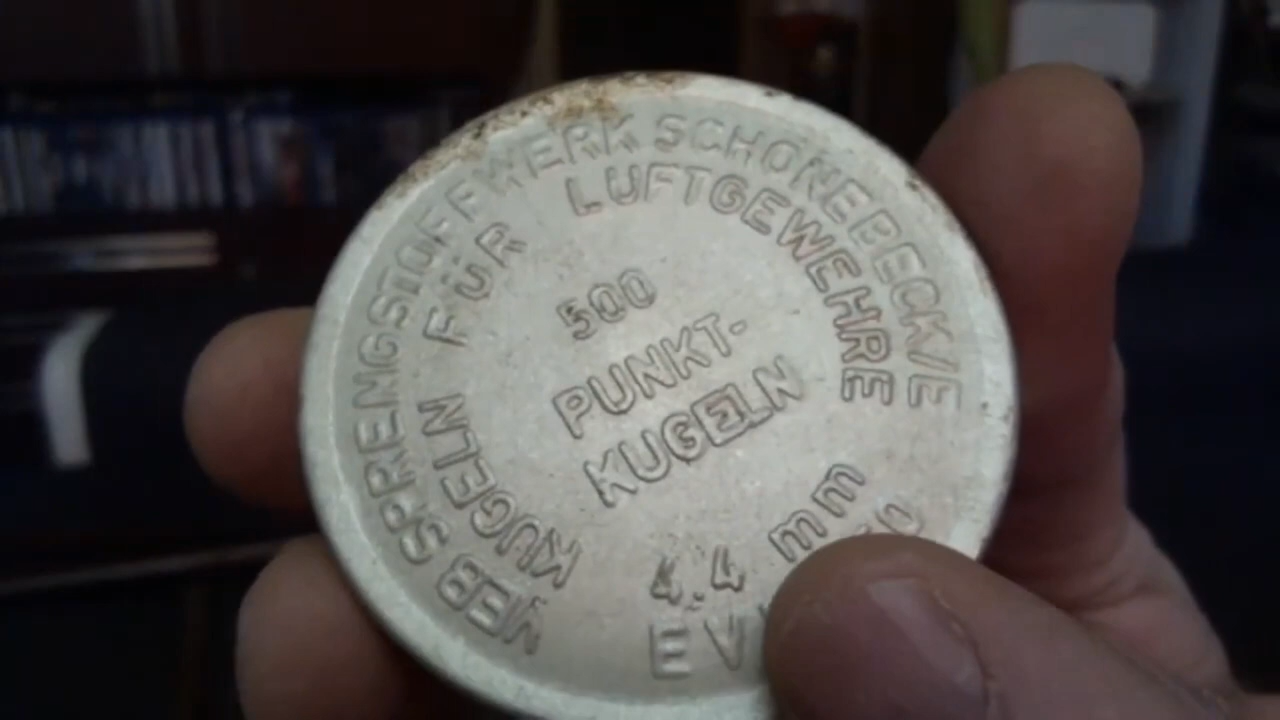 VEB SPRENGSTOFFWERK SCHÖNEBECK/E
KUGELN FÜR LUFTGEWEHRE
500
PUNKT-
KUGELN
4.4 mm